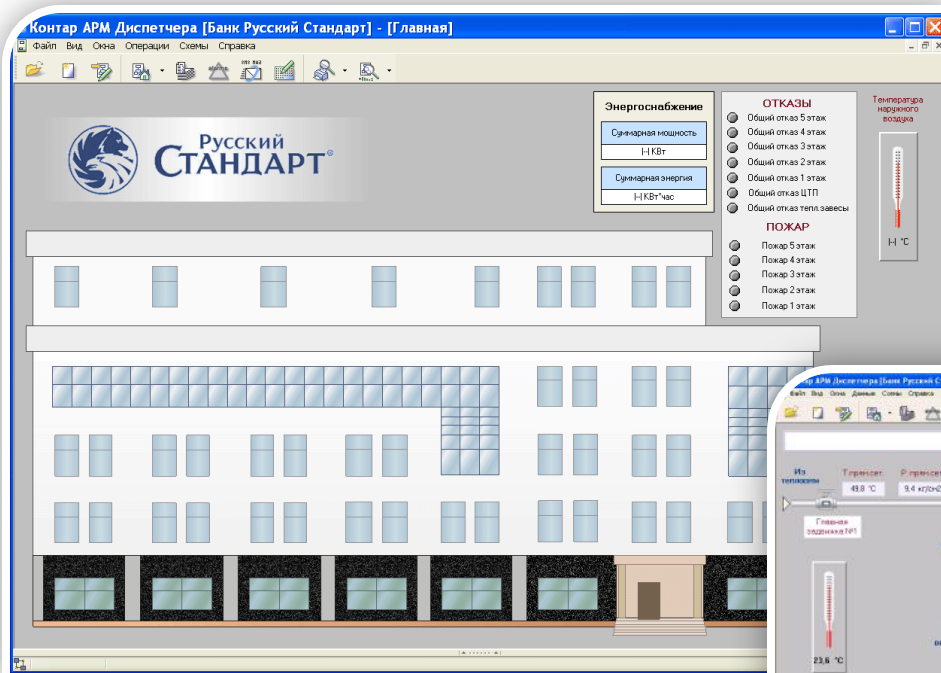 Контар АРМ Диспетчера [Банк Русский Стандарт] - [Главная]
Файл Вид Окна Операции Схемы Справка
Русский
СТАНДАРТ®
Энергоснабжение
Суммарная мощность
|-| КВт
Суммарная энергия
|-| КВт*час
ОТКАЗЫ
Общий отказ 5 этаж
Общий отказ 4 этаж
Общий отказ 3 этаж
Общий отказ 2 этаж
Общий отказ 1 этаж
Общий отказ ЦТП
Общий отказ тепл.завесы
ПОЖАР
Пожар 5 этаж
Пожар 4 этаж
Пожар 3 этаж
Пожар 2 этаж
Пожар 1 этаж
Температура
наружного
воздуха
|-| °C
АРМ Диспетчера [Банк Русский С
Файл Вид Окна Данные Схемы Справка
Из
теплосети
Т прям.сет.
Р прям.сет
49,8 °C
9,4 кг/см2
Главная
задвижка №1
23,6 °C